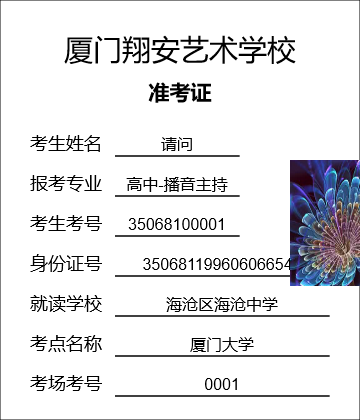 厦门翔安艺术学校
准考证
考生姓名 请问
报考专业 高中-播音主持
考生考号 35068100001
身份证号 35068119960606654
就读学校 海沧区海沧中学
考点名称 厦门大学
考场考号 0001